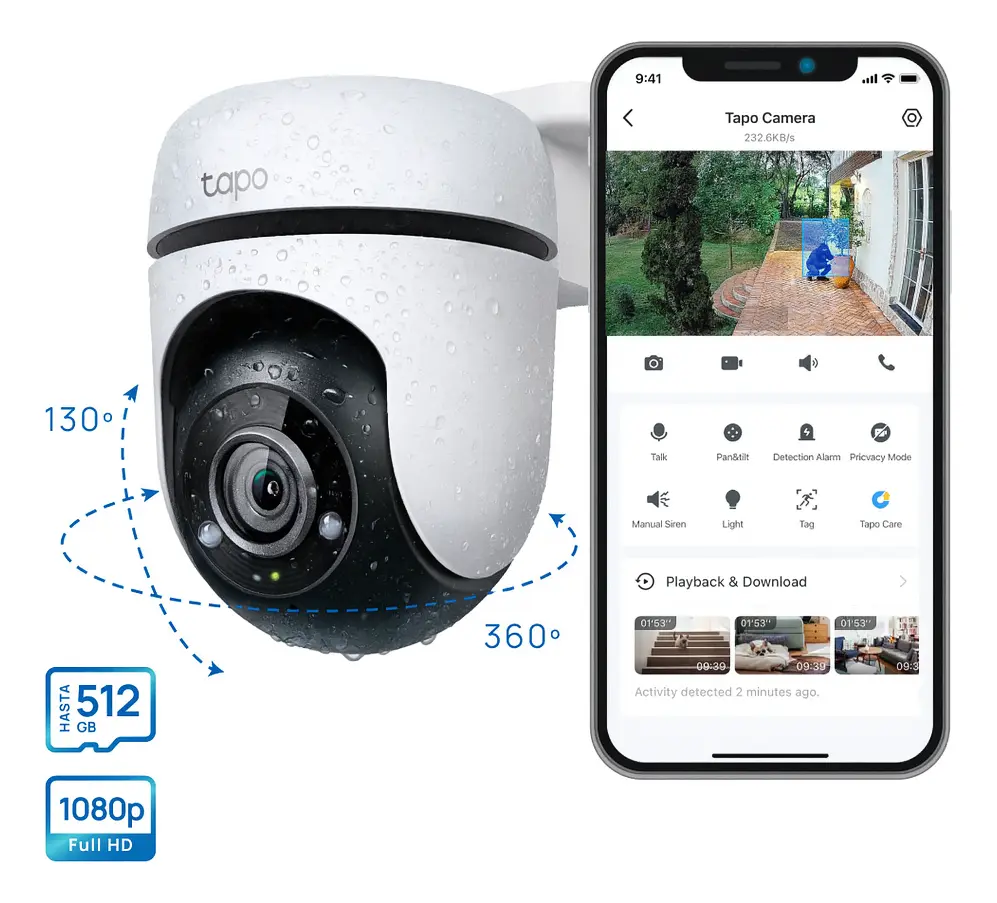 tapo
130°
360°
HASTA
512
GB
1080p
Full HD
9:41
Tapo Camera
232.6KB/s
Talk
Pan&tilt
Detection Alarm
Pricvacy Mode
Manual Siren
Light
Tag
Tapo Care
Playback & Download
01'53''
01'53''
01'53''
09:39
09:39
09:3
Activity detected 2 minutes ago.